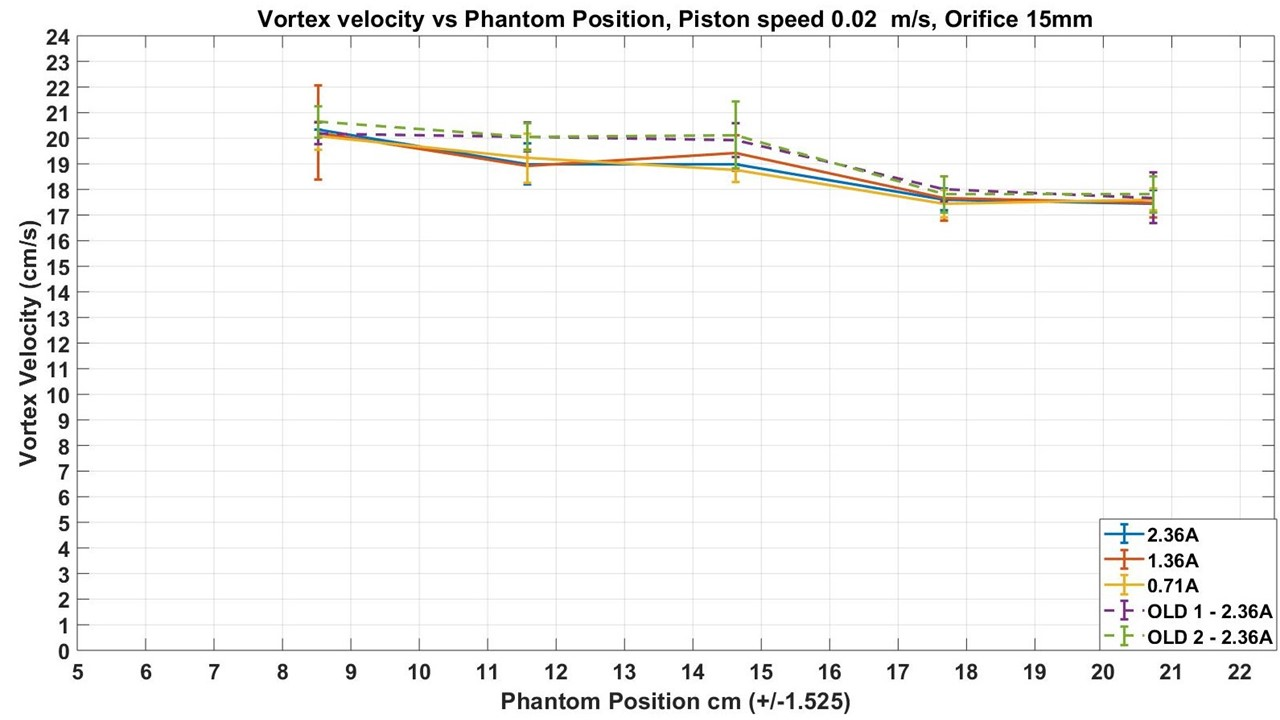 Vortex velocity vs Phantom Position, Piston speed 0.02  m/s, Orifice 15mm
24
23
22
21
20
19
18
17
16
15
14
13
12
11
10
9
8
7
6
5
4
3
2
1
0
Vortex Velocity (cm/s)
2.36A
1.36A
0.71A
OLD 1 - 2.36A
OLD 2 - 2.36A
5 6 7 8 9 10 11 12 13 14 15 16 17 18 19 20 21 22
Phantom Position cm (+/-1.525)